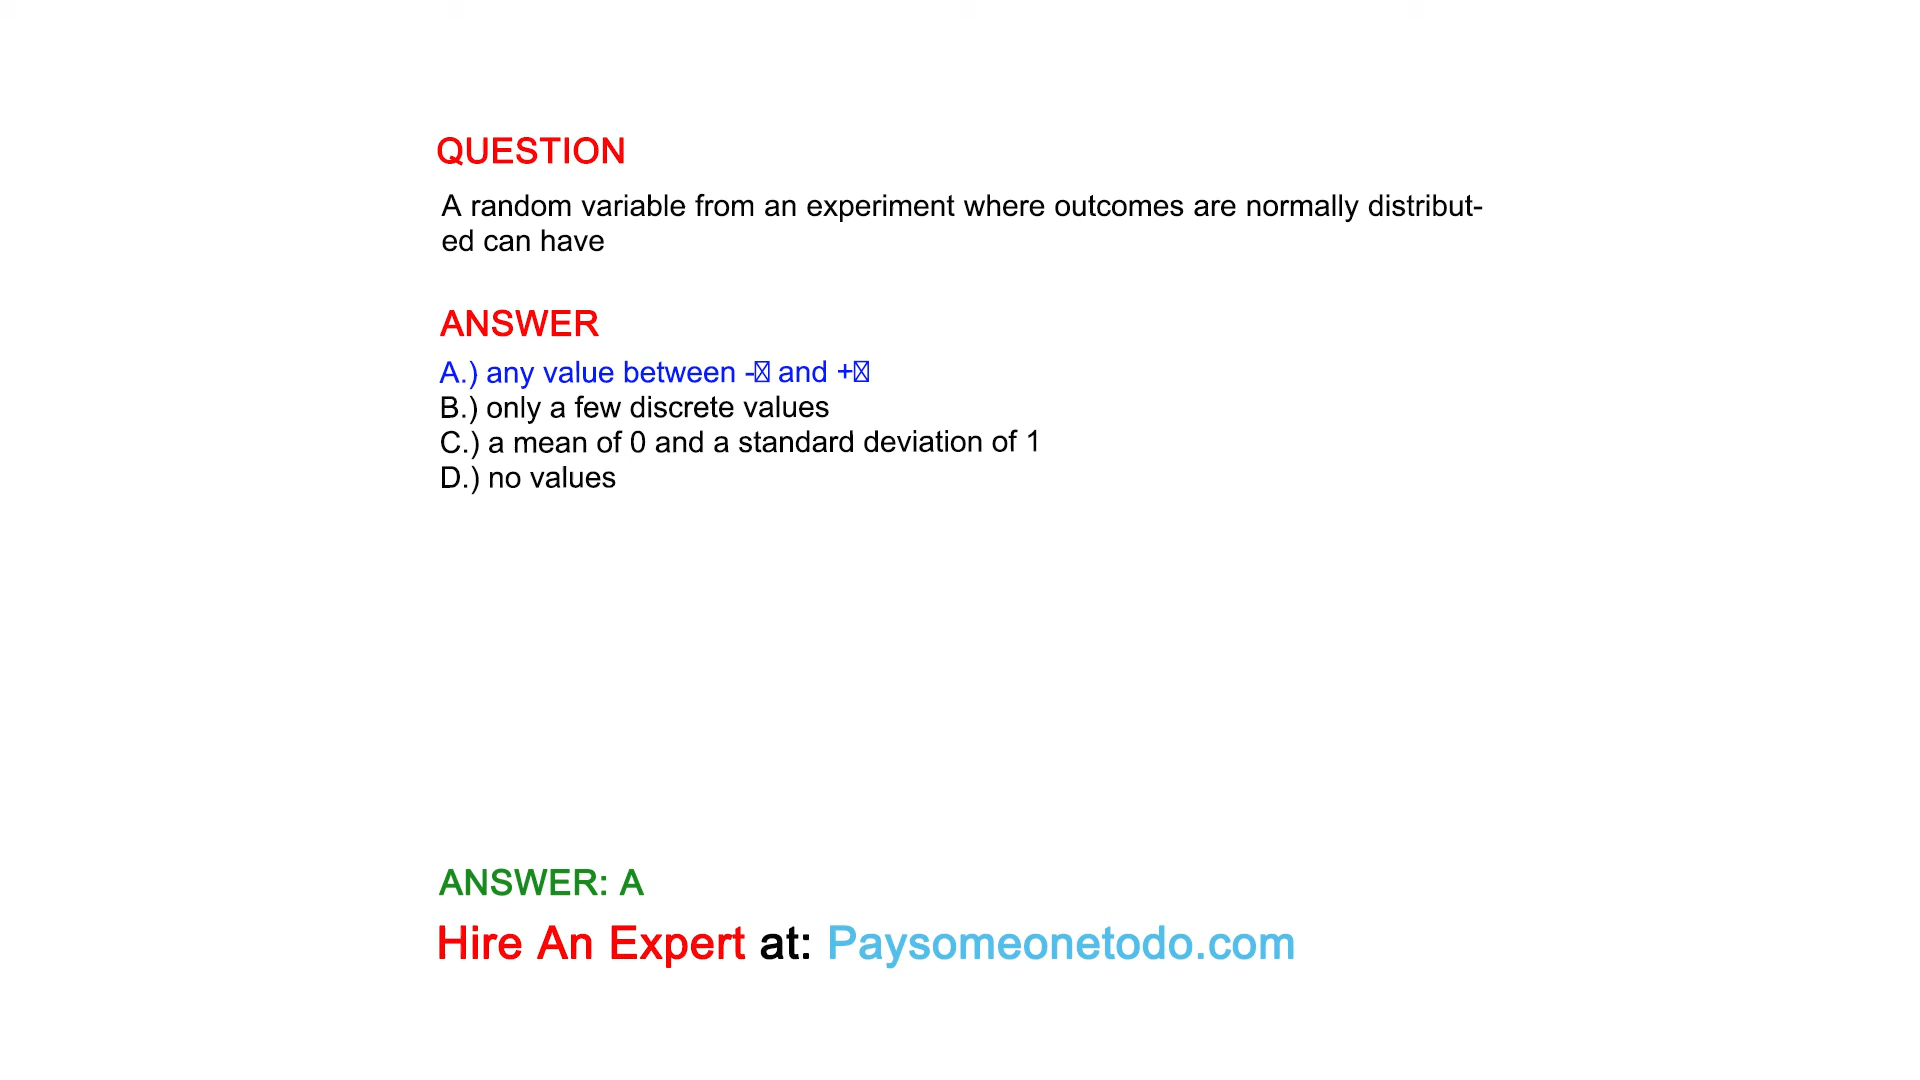 QUESTION
A random variable from an experiment where outcomes are normally distribut-
ed can have
ANSWER
A.) any value between -□ and +□
B.) only a few discrete values
C.) a mean of 0 and a standard deviation of 1
D.) no values
ANSWER: A
Hire An Expert at: Paysomeonetodo.com